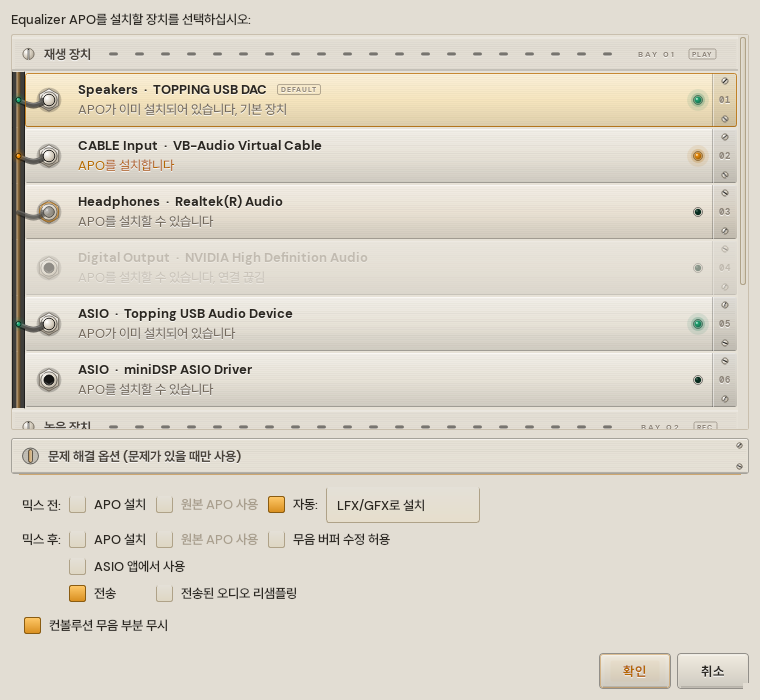 Equalizer APO를 설치할 장치를 선택하십시오:
재생 장치 BAY 01 PLAY
Speakers · TOPPING USB DAC DEFAULT
APO가 이미 설치되어 있습니다, 기본 장치
01
CABLE Input · VB-Audio Virtual Cable
APO를 설치합니다
02
Headphones · Realtek(R) Audio
APO를 설치할 수 있습니다
03
Digital Output · NVIDIA High Definition Audio
APO를 설치할 수 있습니다, 연결 끊김
04
ASIO · Topping USB Audio Device
APO가 이미 설치되어 있습니다
05
ASIO · miniDSP ASIO Driver
APO를 설치할 수 있습니다
06
녹음 장치 BAY 02 REC
문제 해결 옵션 (문제가 있을 때만 사용)
믹스 전: APO 설치 원본 APO 사용 자동: LFX/GFX로 설치
믹스 후: APO 설치 원본 APO 사용 무음 버퍼 수정 허용
ASIO 앱에서 사용
전송 전송된 오디오 리샘플링
컨볼루션 무음 부분 무시
확인 취소